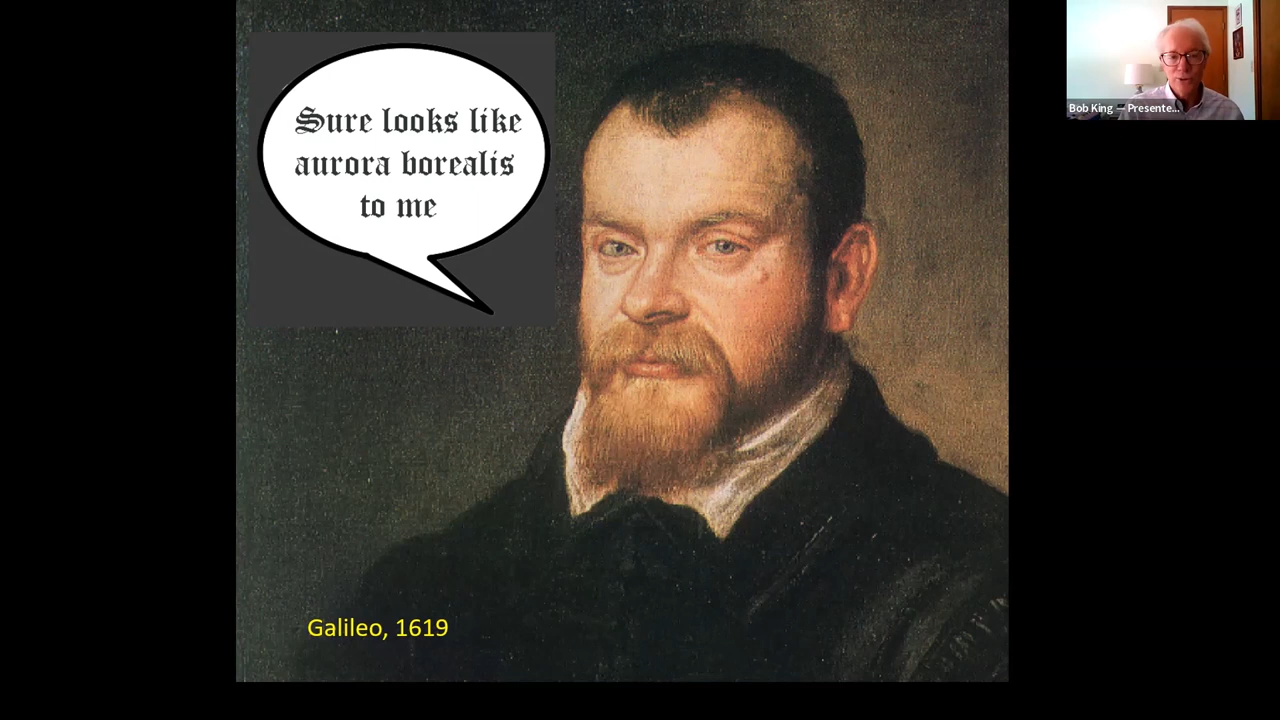 Sure looks like
aurora borealis
to me
Bob King — Presente...
Galileo, 1619